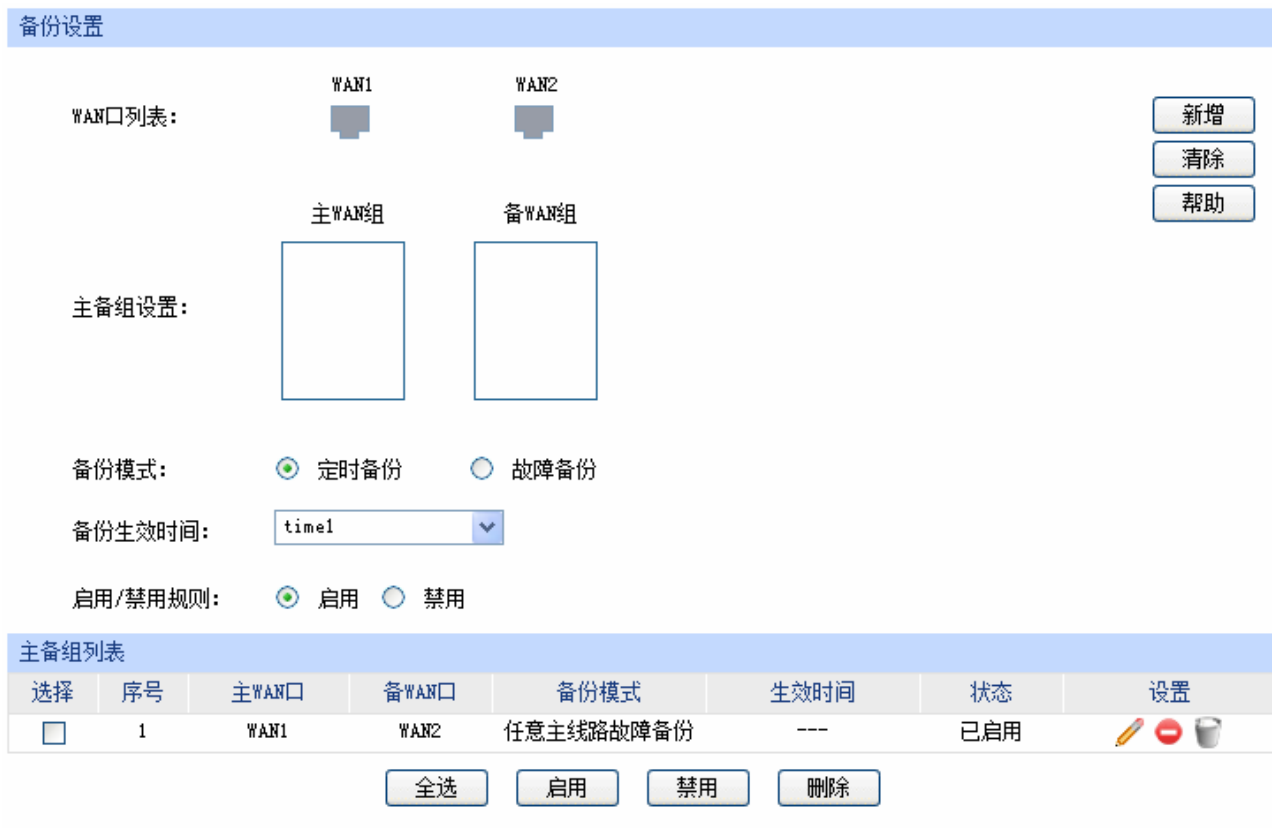 备份设置
WAN1 WAN2
WAN口列表:
新增
清除
帮助
主WAN组 备WAN组
主备组设置:
备份模式: 定时备份 故障备份
备份生效时间: time1
启用/禁用规则: 启用 禁用
主备组列表
选择 序号 主WAN口 备WAN口 备份模式 生效时间 状态 设置
1 WAN1 WAN2 任意主线路故障备份 --- 已启用
全选 启用 禁用 删除